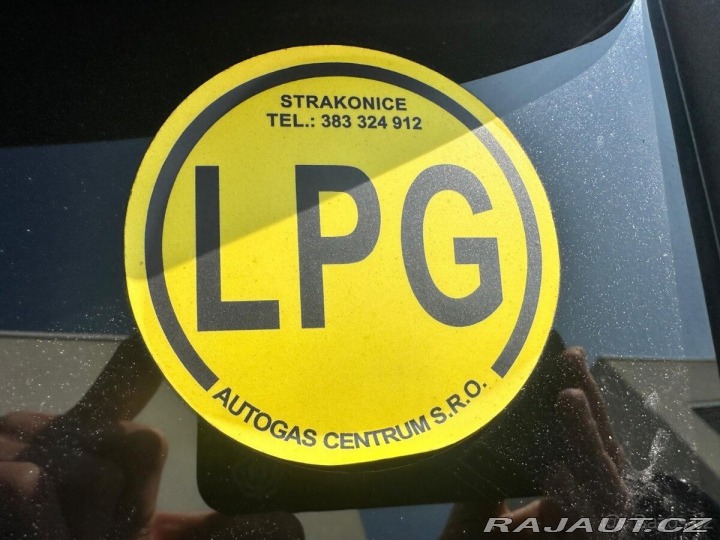 STRAKONICE
TEL.: 383 324 912
LPG
AUTOGAS CENTRUM S.R.O.
RAJAUT.CZ